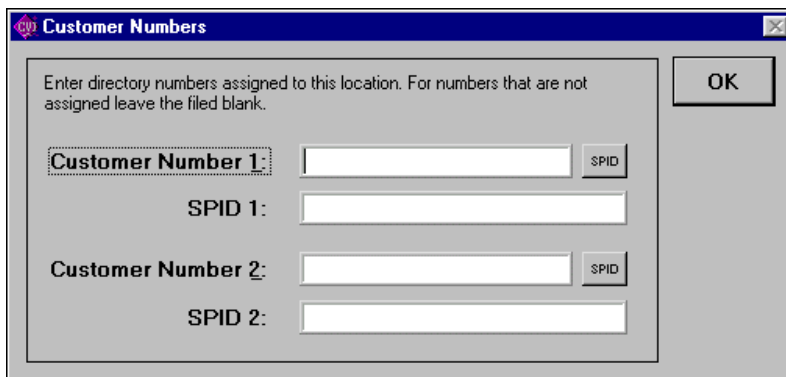 CVI Customer Numbers
Enter directory numbers assigned to this location. For numbers that are not
assigned leave the filed blank.
OK
Customer Number 1:
SPID
SPID 1:
Customer Number 2:
SPID
SPID 2: